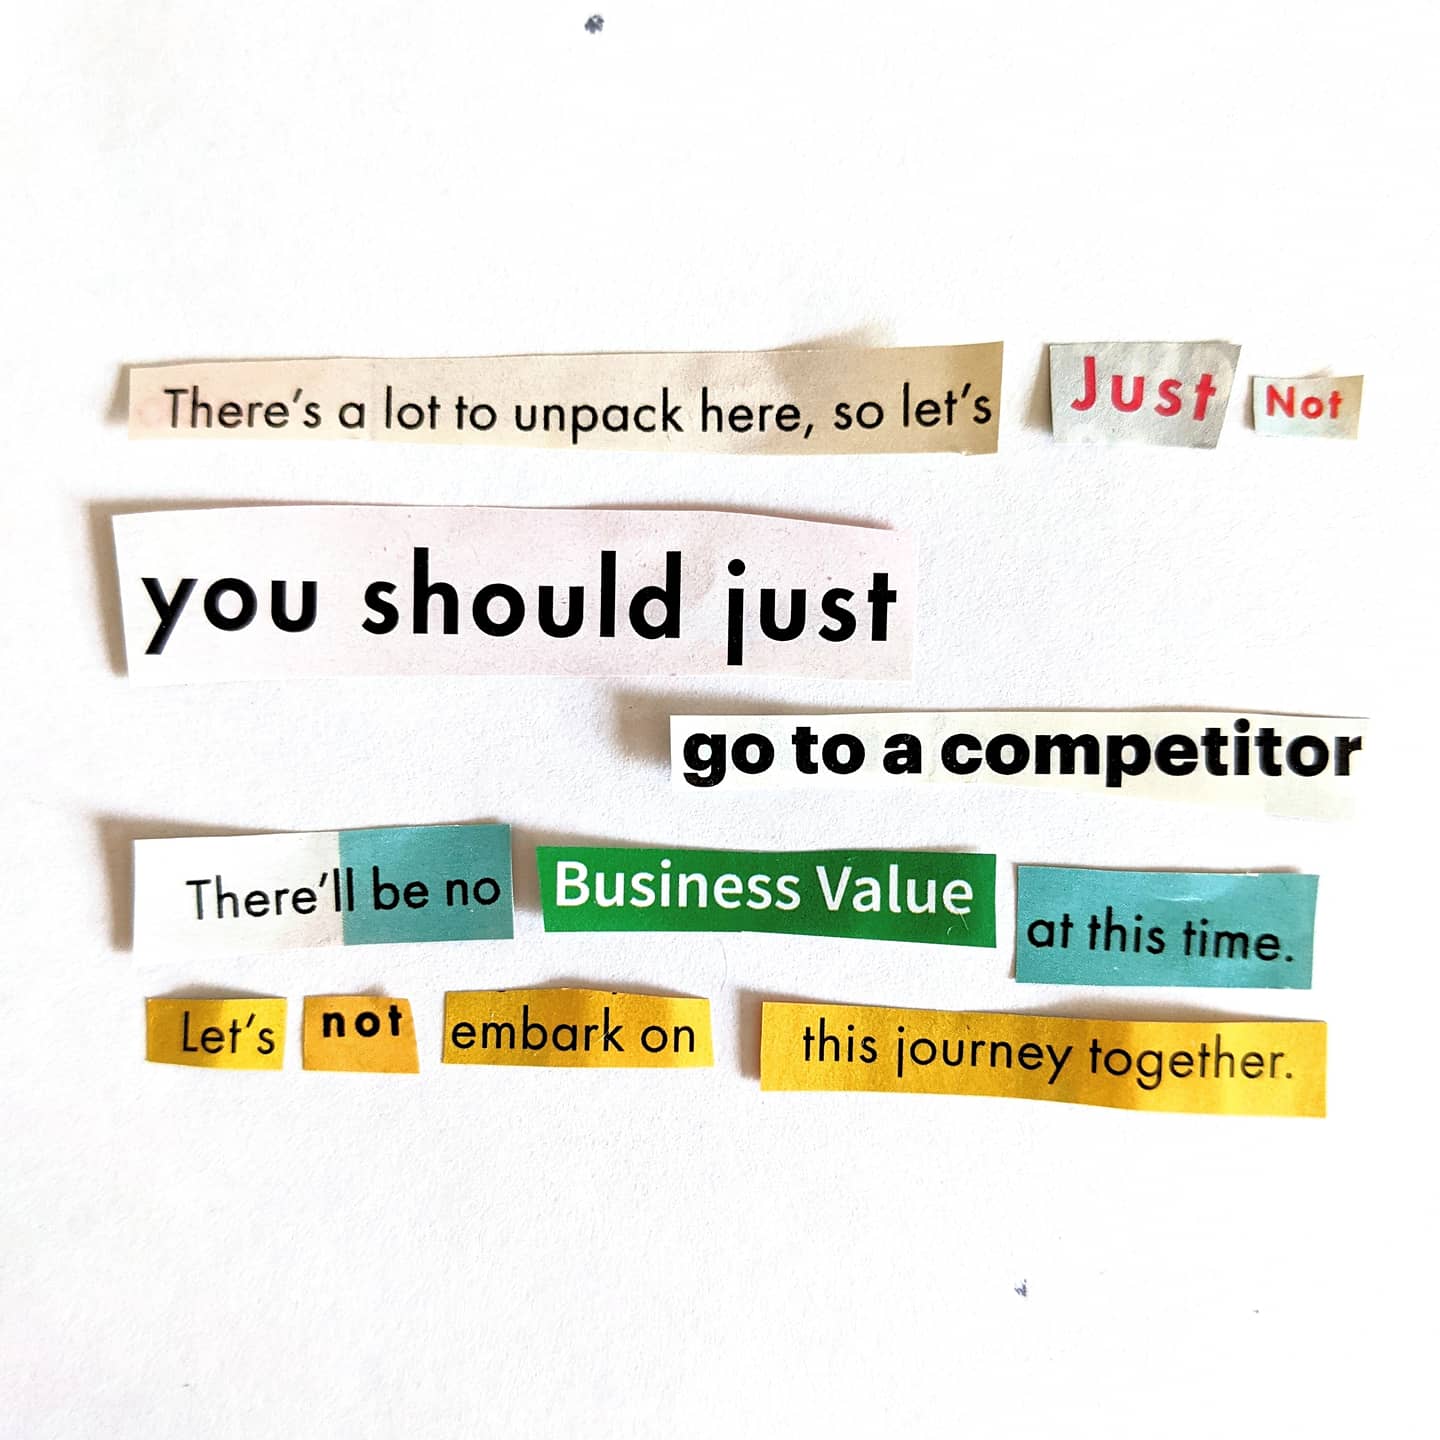 There's a lot to unpack here, so let's Just Not
you should just
go to a competitor
There'll be no Business Value at this time.
Let's not embark on this journey together.